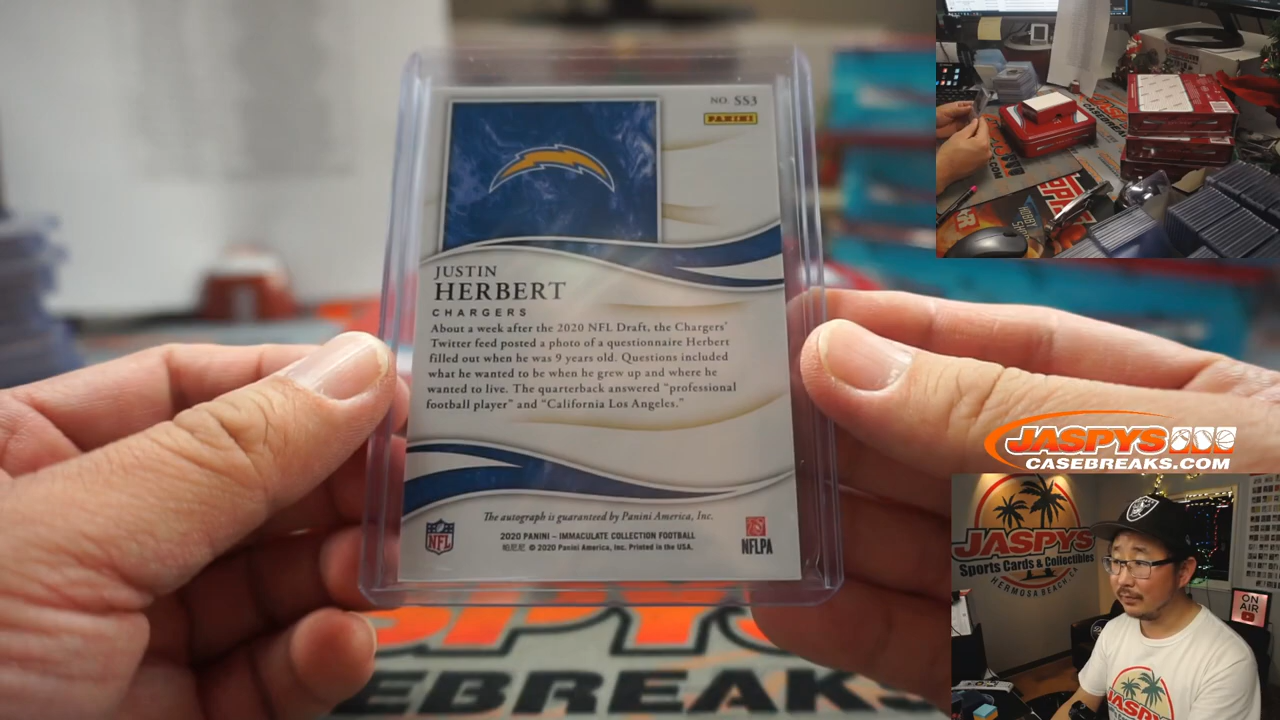 NO. SS3
PANINI
JUSTIN
HERBERT
CHARGERS
About a week after the 2020 NFL Draft, the Chargers'
Twitter feed posted a photo of a questionnaire Herbert
filled out when he was 9 years old. Questions included
what he wanted to be when he grew up and where he
wanted to live. The quarterback answered "professional
football player" and "California Los Angeles."
The autograph is guaranteed by Panini America, Inc.
2020 PANINI – IMMACULATE COLLECTION FOOTBALL
帕尼尼 © 2020 Panini America, Inc. Printed in the USA.
NFL
NFLPA
JASPYS
CASEBREAKS.COM
JASPYS
Sports Cards & Collectibles
HERMOSA BEACH, CA
ON
AIR
JASPYS
EBREAKS